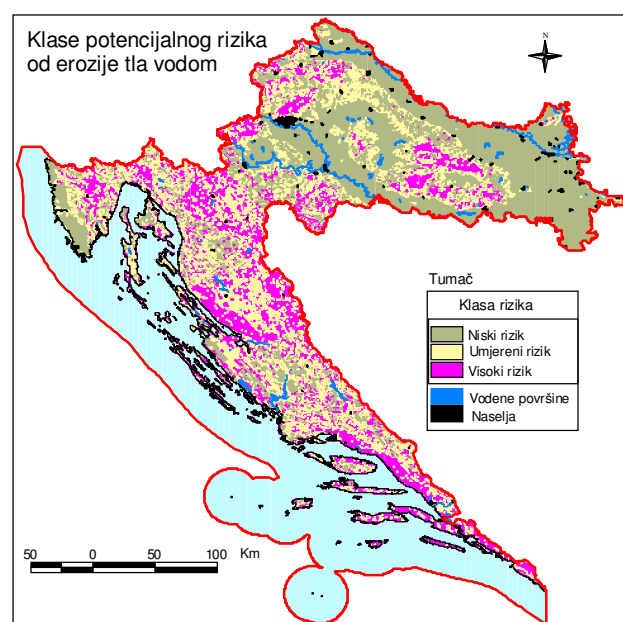 Klase potencijalnog rizika
od erozije tla vodom
N
Tumač
Klasa rizika
Niski rizik
Umjereni rizik
Visoki rizik
Vodene površine
Naselja
50 0 50 100 Km